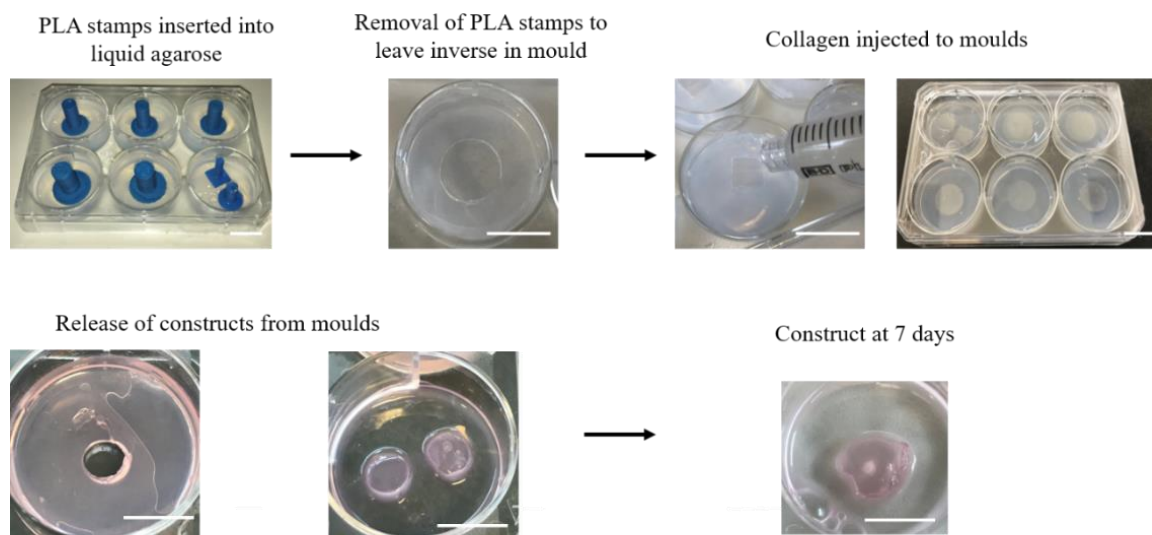 PLA stamps inserted into
liquid agarose
Removal of PLA stamps to
leave inverse in mould
Collagen injected to moulds
Release of constructs from moulds
Construct at 7 days